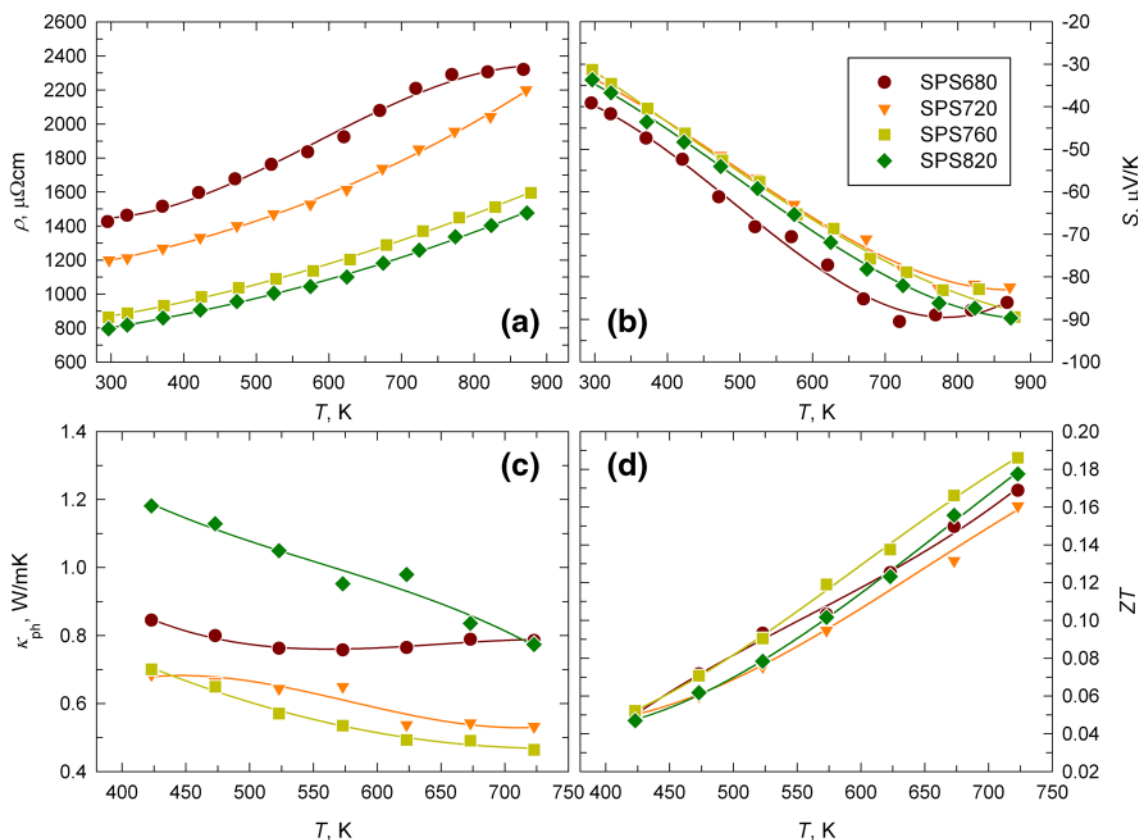 2600
2400
2200
2000
1800
1600
1400
1200
1000
800
600
ρ, μΩcm
300 400 500 600 700 800 900
T, K
(a)
-20
-30
-40
-50
-60
-70
-80
-90
-100
S, μV/K
300 400 500 600 700 800 900
T, K
(b)
SPS680
SPS720
SPS760
SPS820
1.4
1.2
1.0
0.8
0.6
0.4
κph, W/mK
400 450 500 550 600 650 700 750
T, K
(c)
0.20
0.18
0.16
0.14
0.12
0.10
0.08
0.06
0.04
0.02
ZT
400 450 500 550 600 650 700 750
T, K
(d)